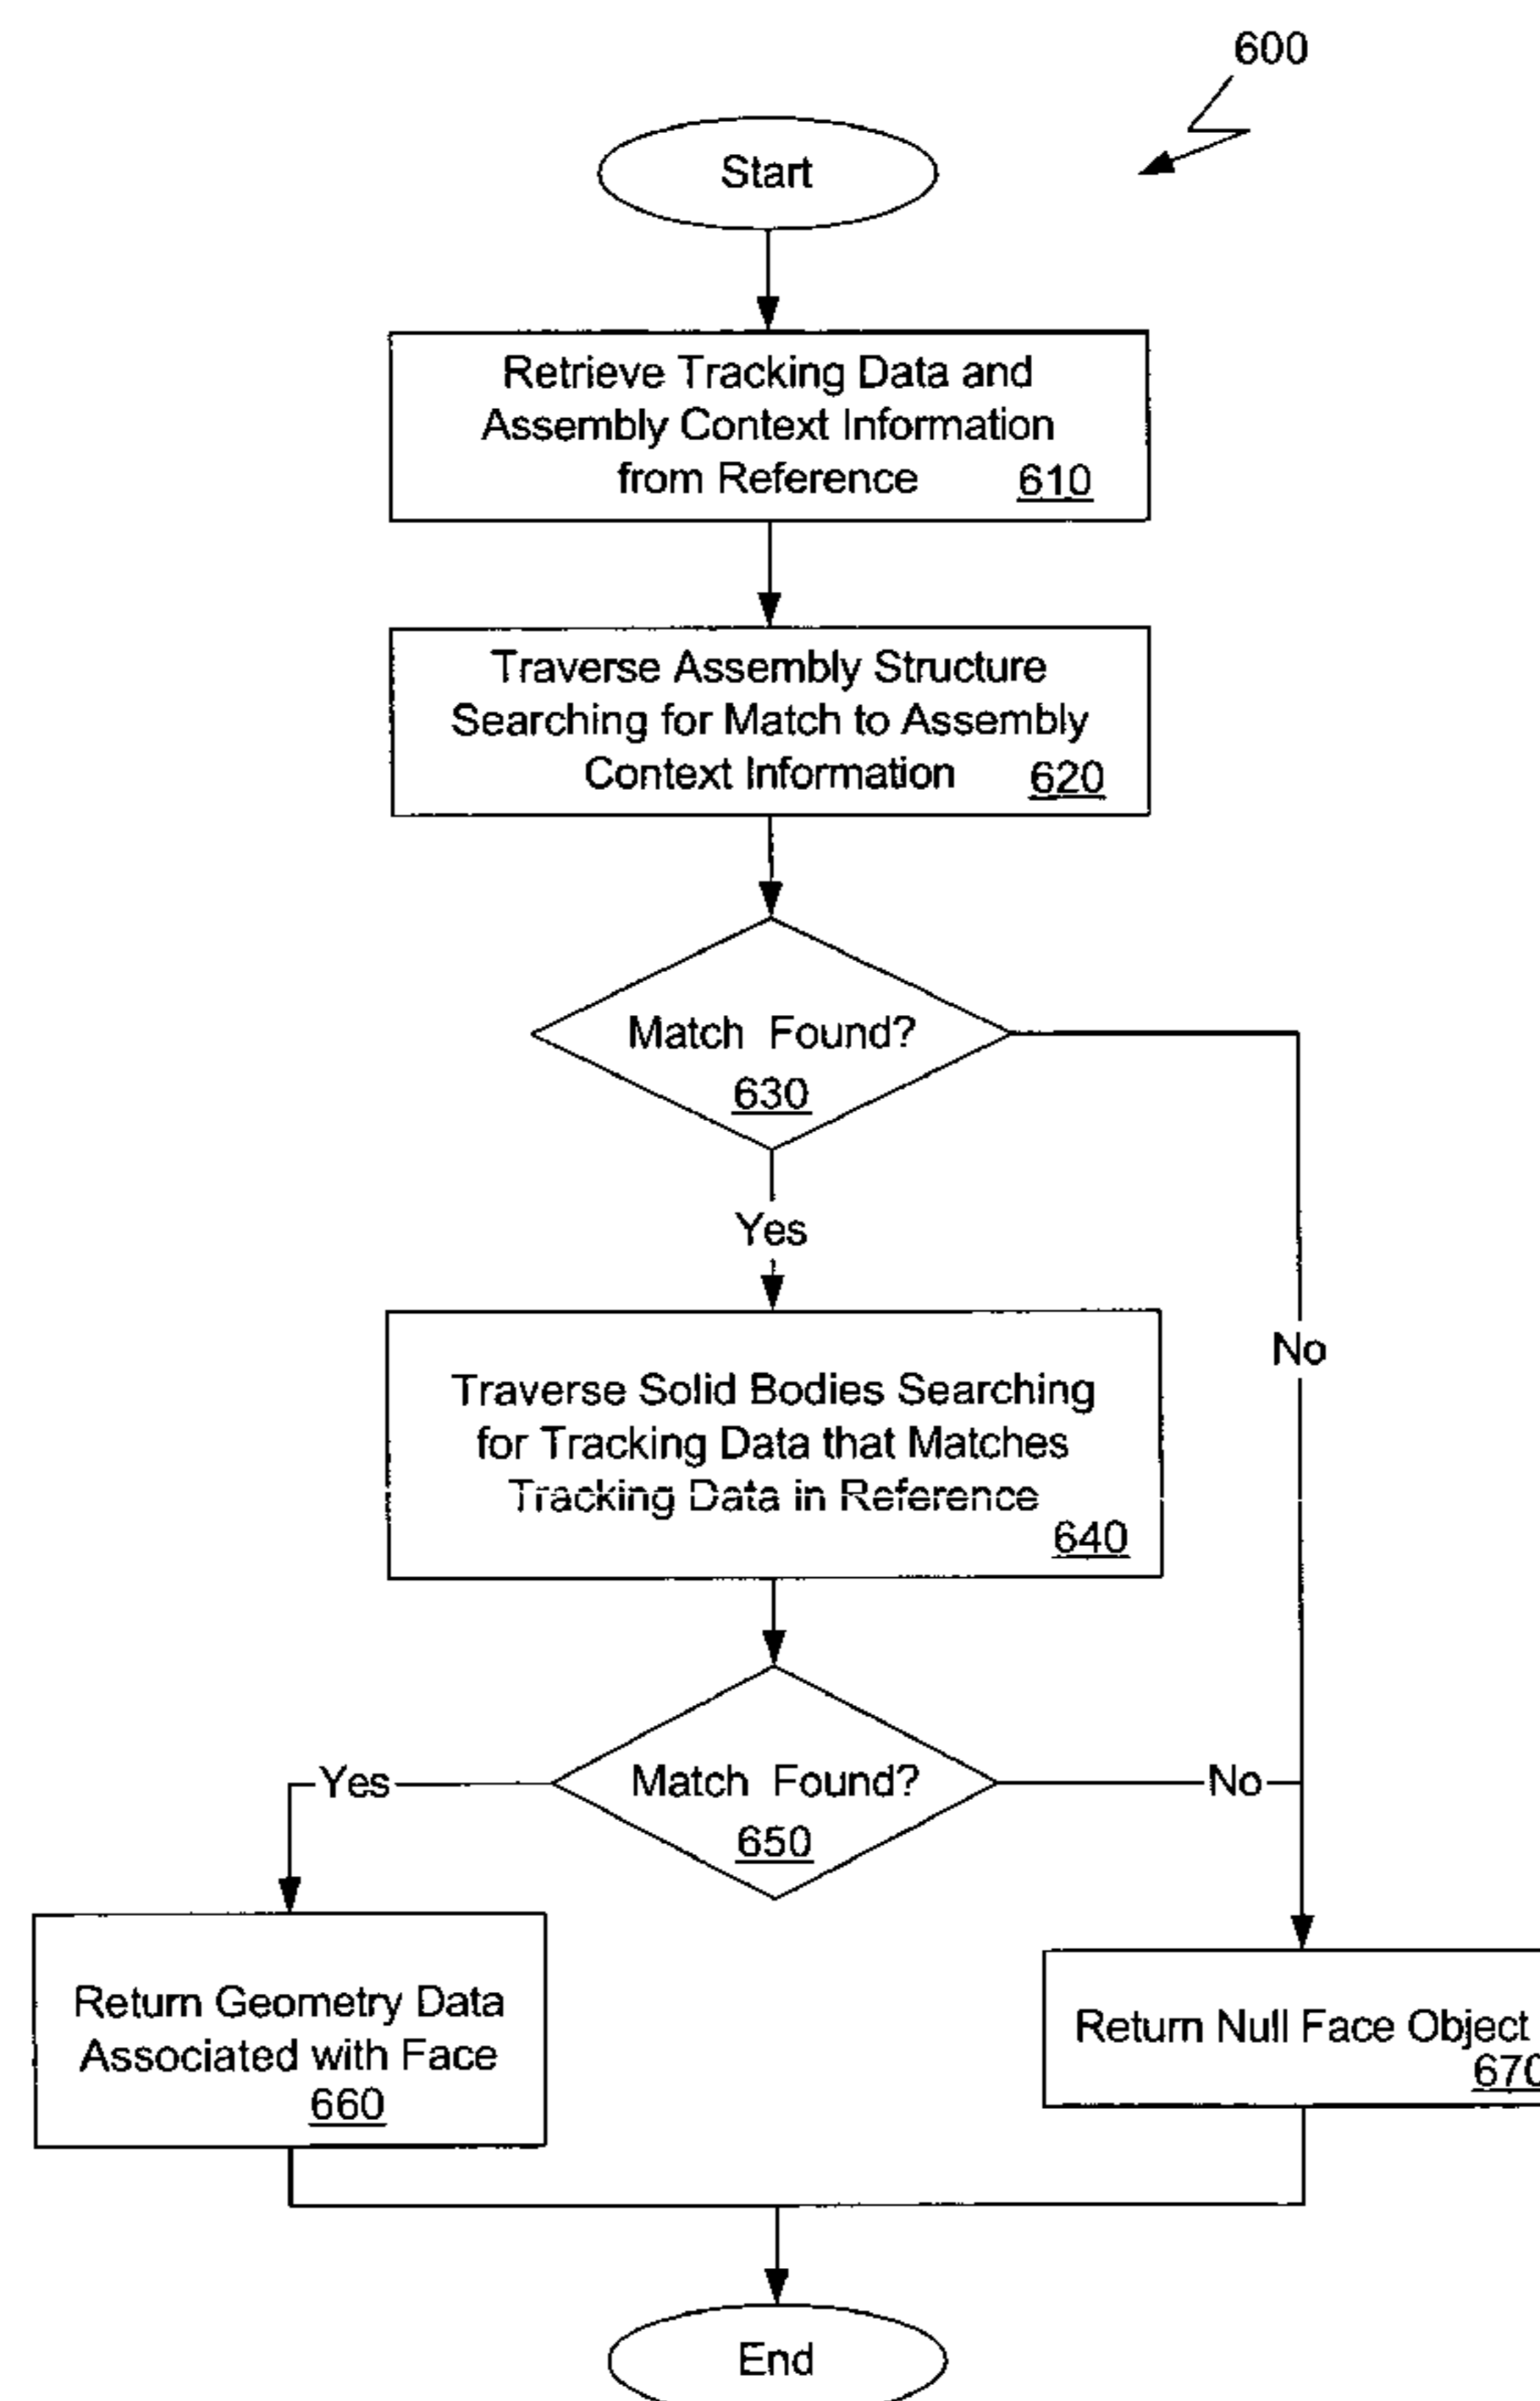 600
Start
Retrieve Tracking Data and
Assembly Context Information
from Reference 610
Traverse Assembly Structure
Searching for Match to Assembly
Context Information 620
Match Found?
630
Yes
No
Traverse Solid Bodies Searching
for Tracking Data that Matches
Tracking Data in Reference
640
Yes
Match Found?
No
650
Return Geometry Data
Associated with Face
660
Return Null Face Object
670
End